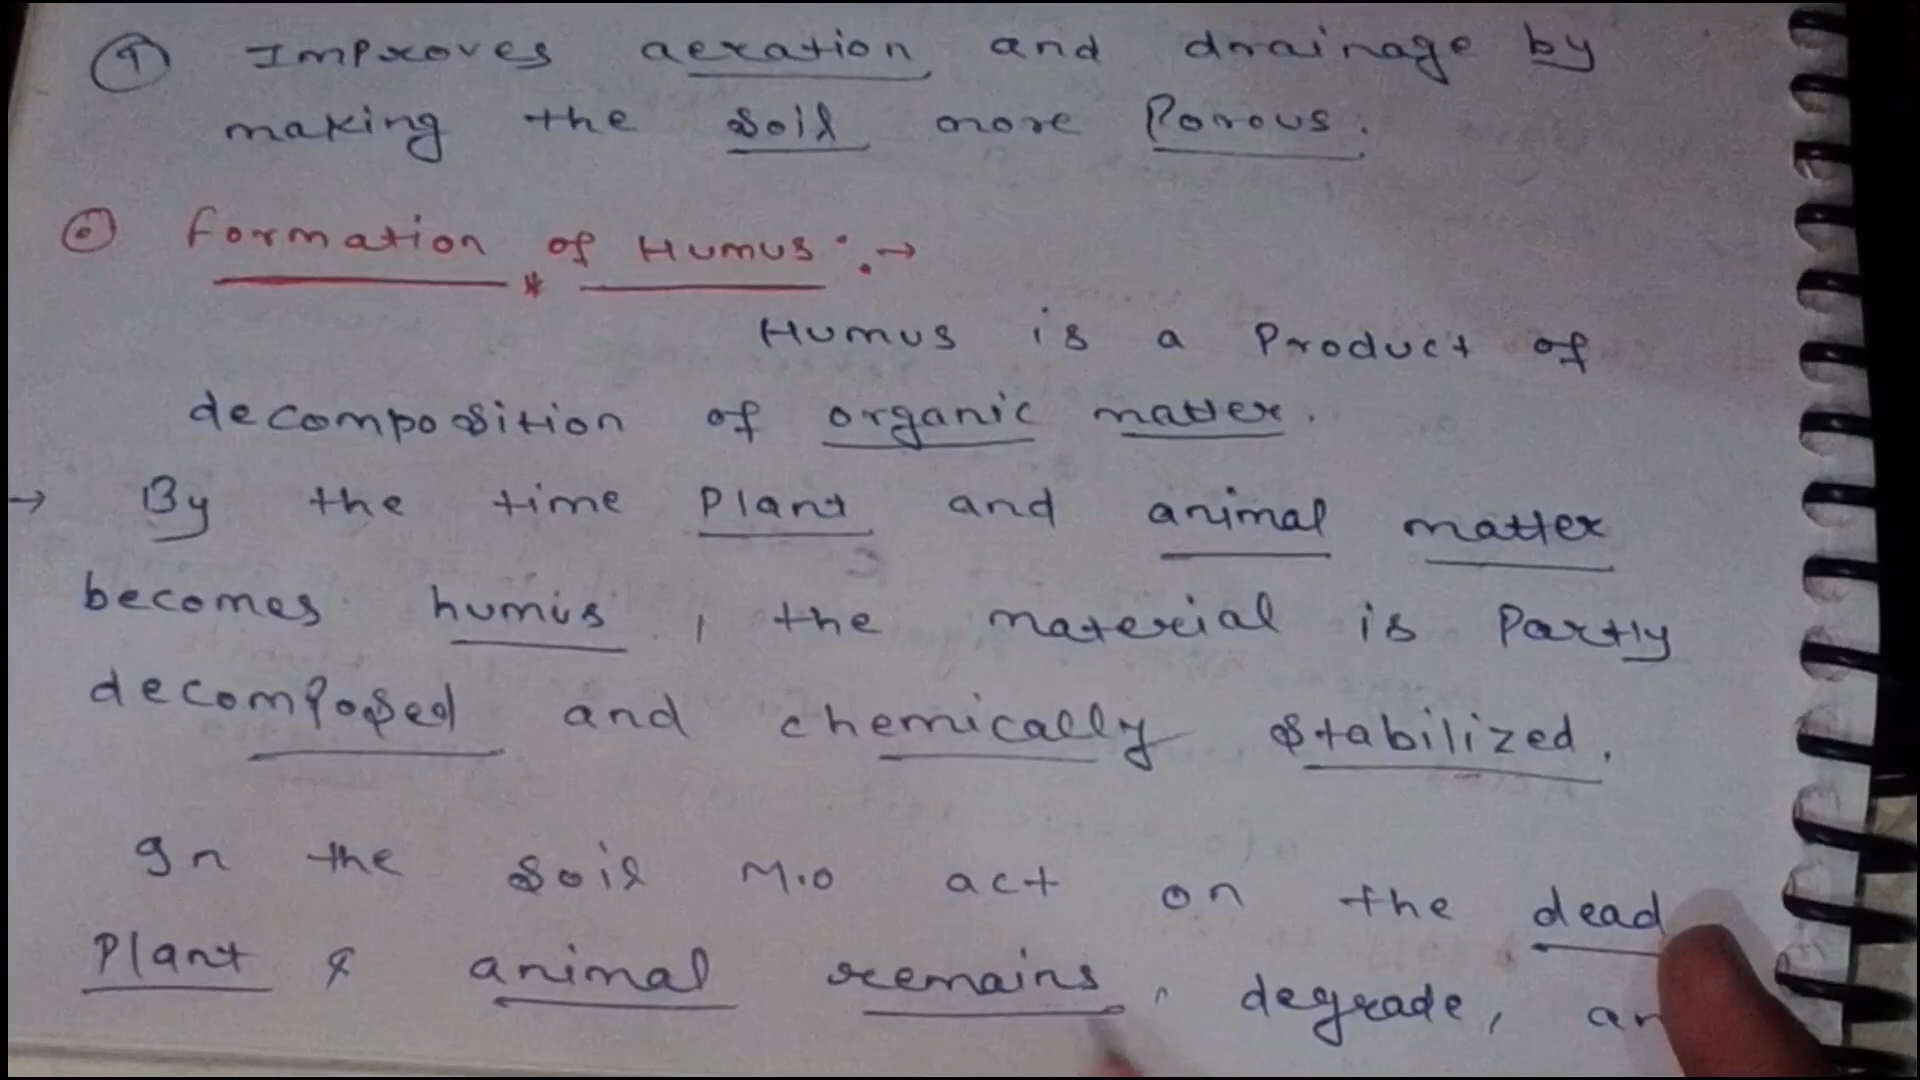 9 Improves aeration and drainage by
making the soil more Porous.
Formation of Humus :→
Humus is a Product of
decomposition of organic matter.
→ By the time Plant and animal matter
becomes humus, the material is Partly
decomposed and chemically stabilized.
In the soil M.O act on the dead
Plant & animal remains, degrade,